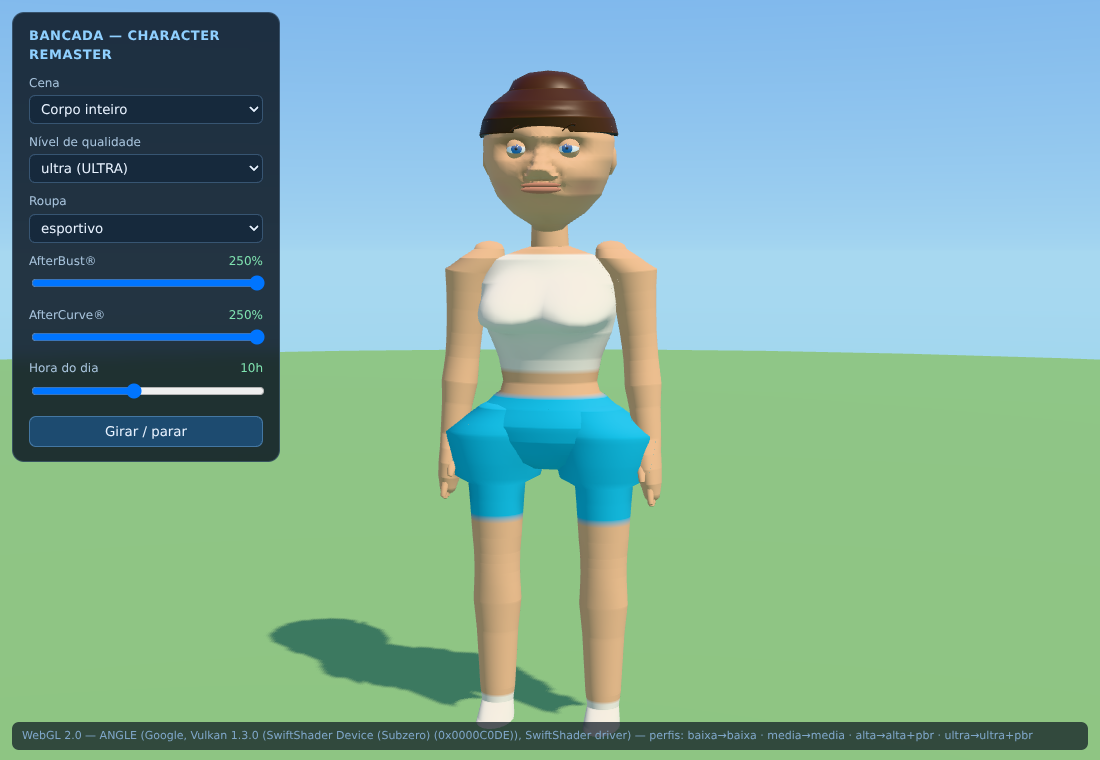 BANCADA — CHARACTER
REMASTER
Cena
Corpo inteiro
Nível de qualidade
ultra (ULTRA)
Roupa
esportivo
AfterBust® 250%
AfterCurve® 250%
Hora do dia 10h
Girar / parar
WebGL 2.0 — ANGLE (Google, Vulkan 1.3.0 (SwiftShader Device (Subzero) (0x0000C0DE)), SwiftShader driver) — perfis: baixa→baixa · media→media · alta→alta+pbr · ultra→ultra+pbr